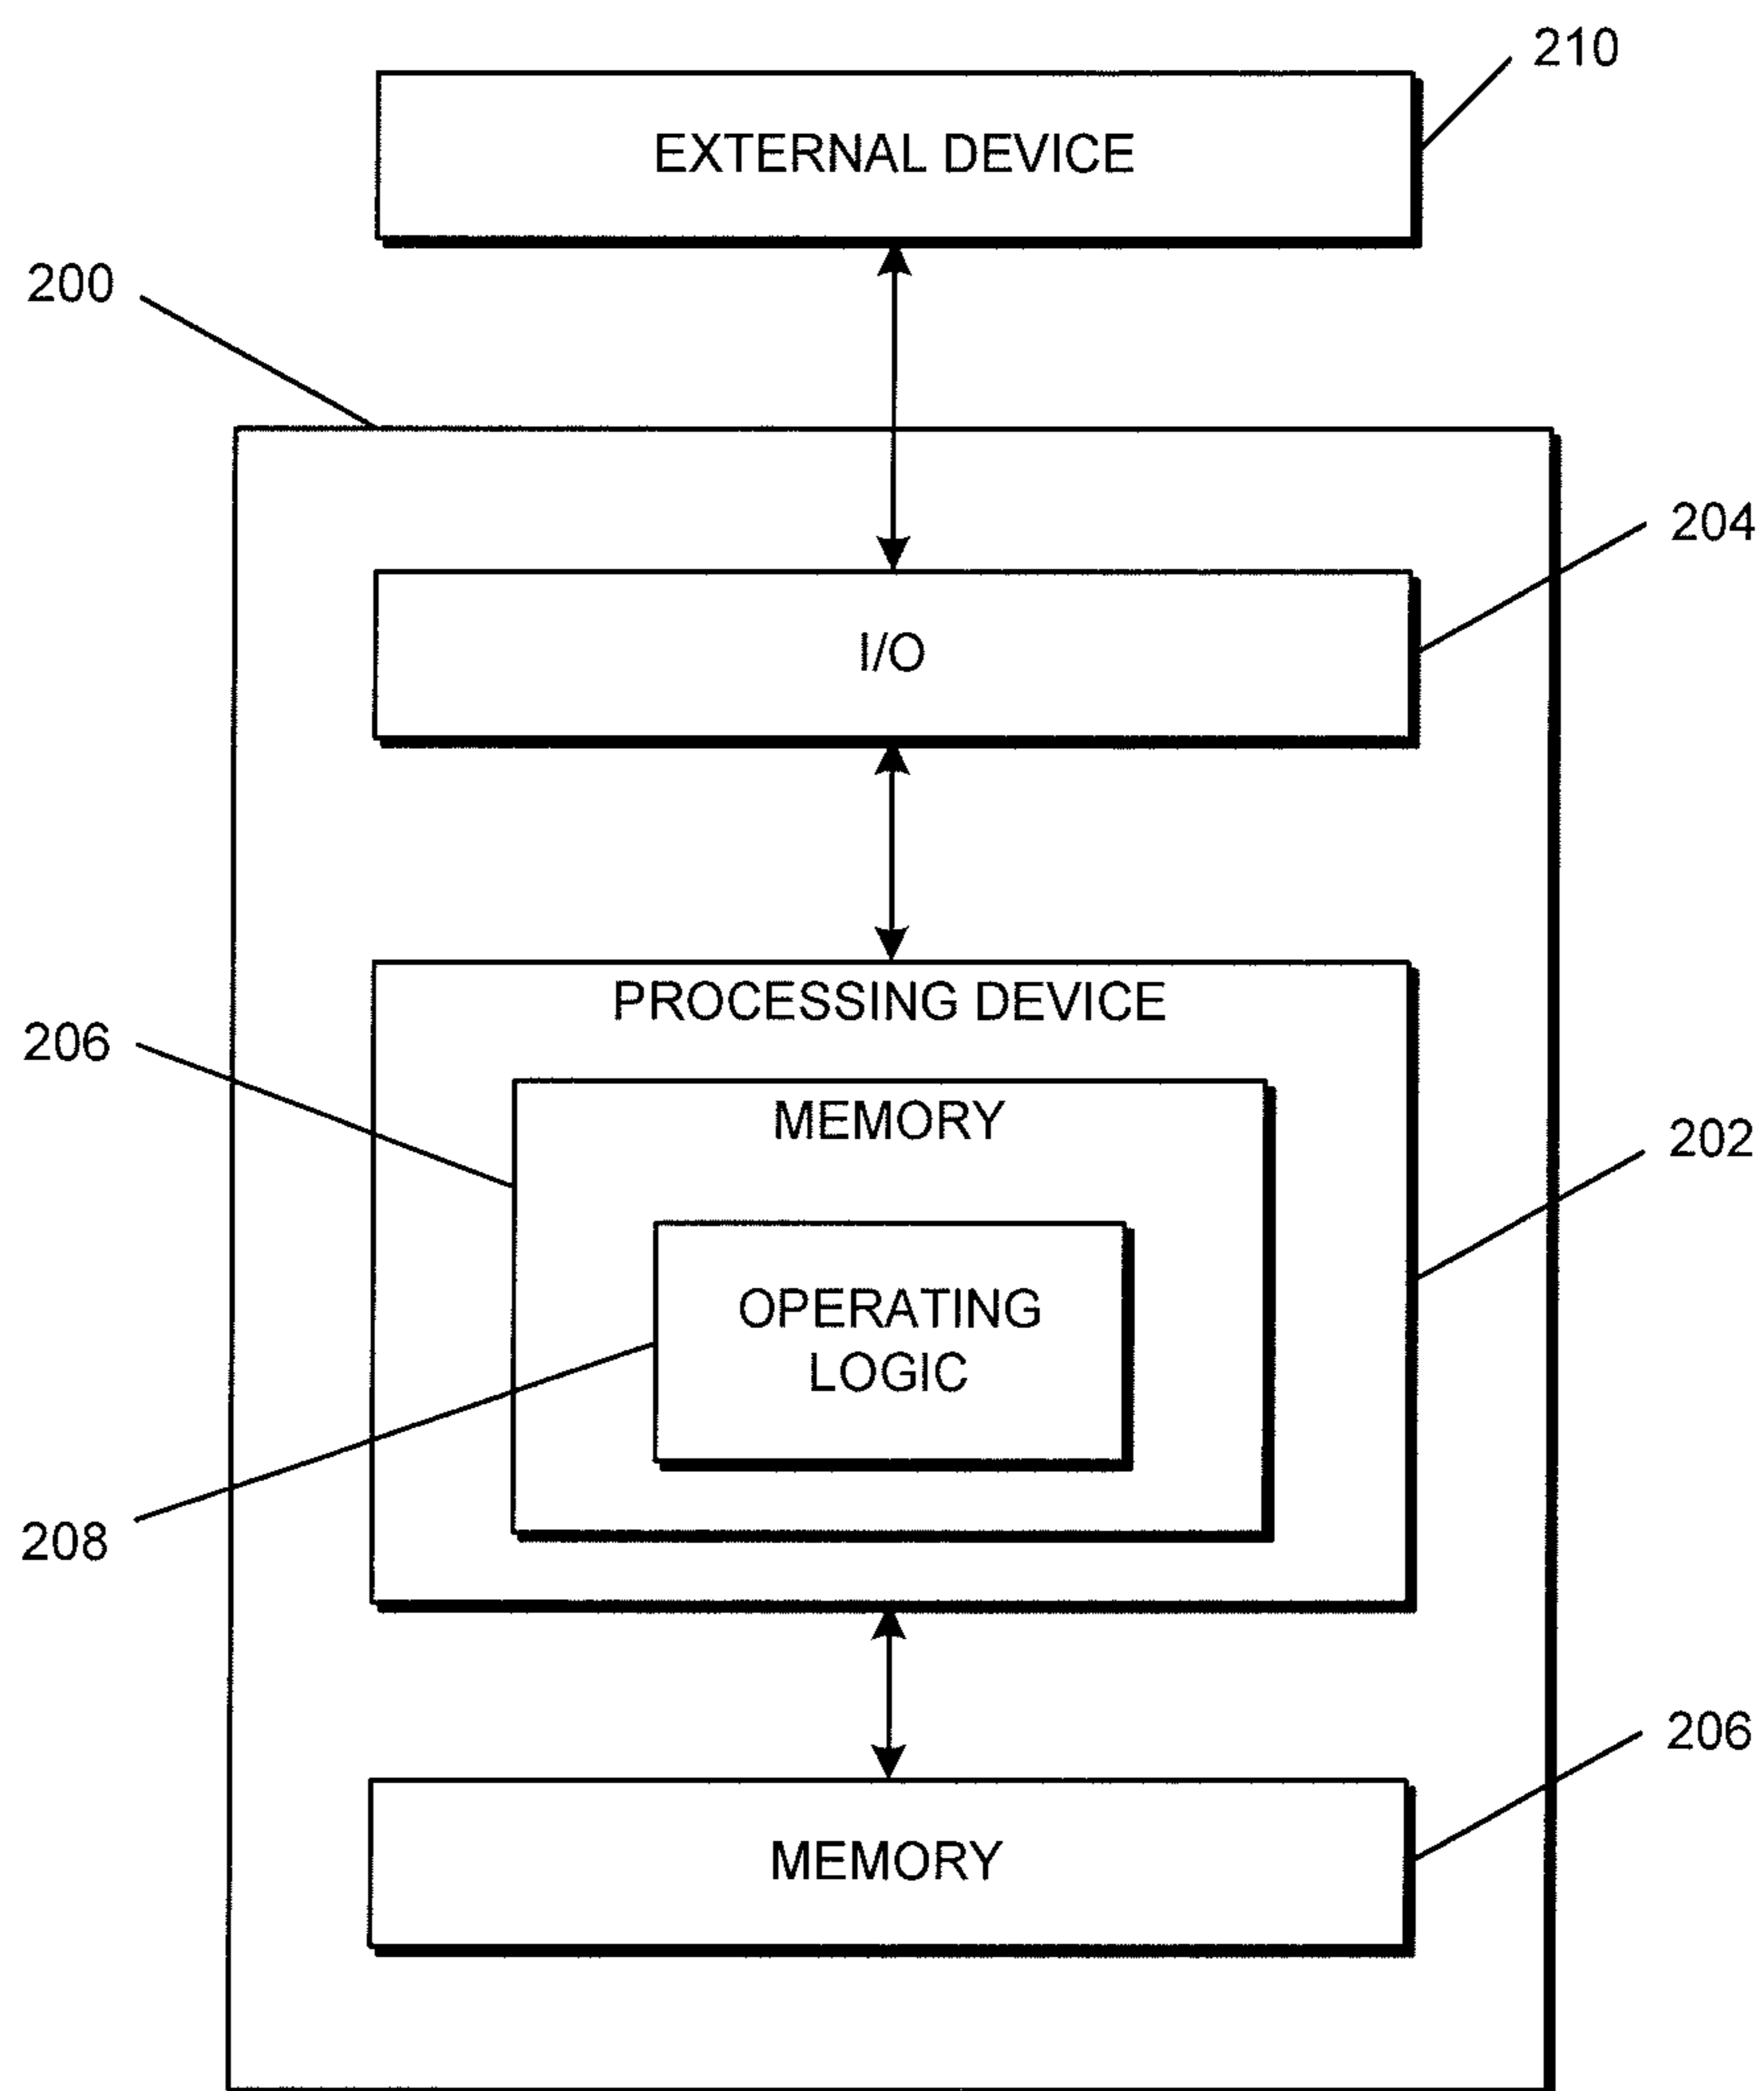 210
EXTERNAL DEVICE
200
204
I/O
PROCESSING DEVICE
206
MEMORY
202
OPERATING
LOGIC
208
206
MEMORY